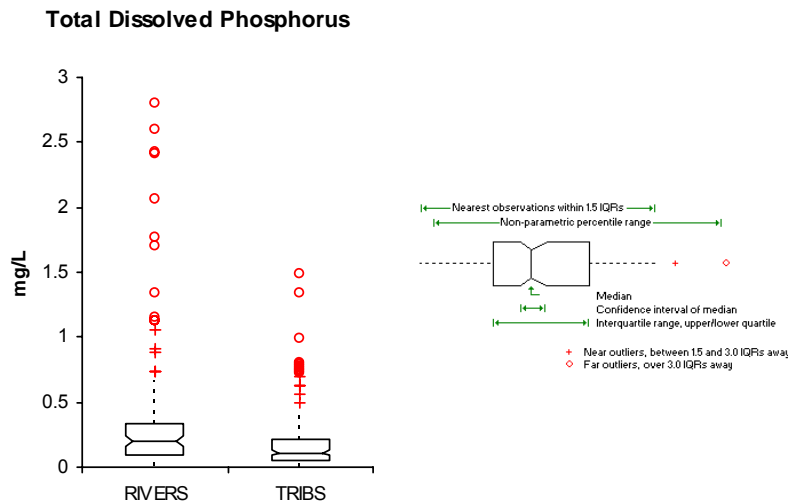 Total Dissolved Phosphorus
3
2.5
2
1.5
1
0.5
0
mg/L
RIVERS
TRIBS
Nearest observations within 1.5 IQRs
Non-parametric percentile range
Median
Confidence interval of median
Interquartile range, upper/lower quartile
+ Near outliers, between 1.5 and 3.0 IQRs away
Far outliers, over 3.0 IQRs away